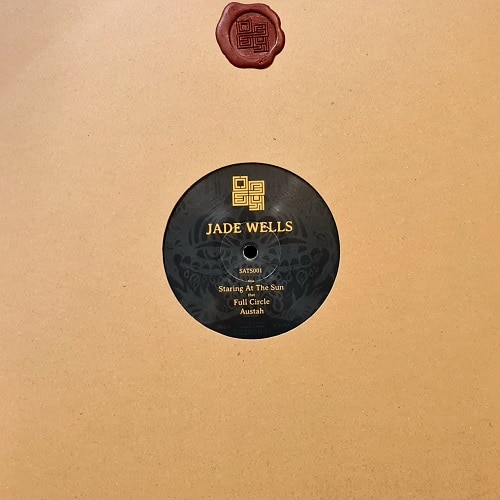 JADE WELLS
SATS001
Staring At The Sun
Full Circle
Austah